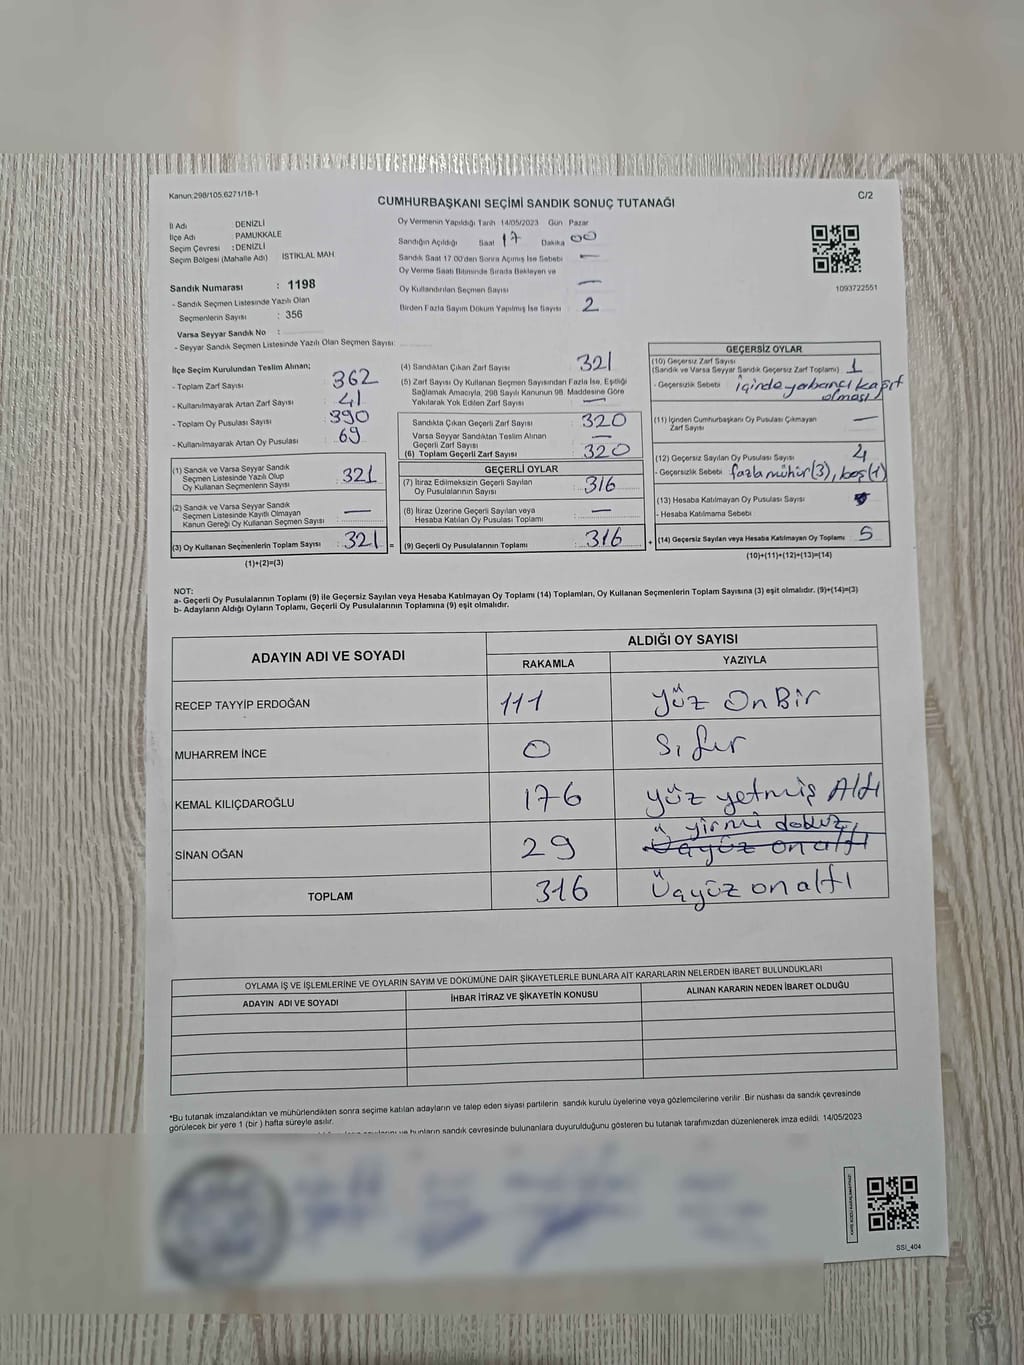 Kanun:298/105,6271/18-1
C/2
CUMHURBAŞKANI SEÇİMİ SANDIK SONUÇ TUTANAĞI
İl Adı DENİZLİ
İlçe Adı PAMUKKALE
Seçim Çevresi : DENİZLİ
Seçim Bölgesi (Mahalle Adı) İSTİKLAL MAH.
Sandık Numarası : 1198
- Sandık Seçmen Listesinde Yazılı Olan
Seçmenlerin Sayısı : 356
Varsa Seyyar Sandık No :
- Seyyar Sandık Seçmen Listesinde Yazılı Olan Seçmen Sayısı:
Oy Vermenin Yapıldığı Tarih 14/05/2023 Gün Pazar
Sandığın Açıldığı Saat 17 Dakika 00
Sandık Saat 17.00'den Sonra Açılmış İse Sebebi —
Oy Verme Saati Bitiminde Sırada Bekleyen ve
Oy Kullandırılan Seçmen Sayısı —
Birden Fazla Sayım Döküm Yapılmış İse Sayısı 2
1093722551
İlçe Seçim Kurulundan Teslim Alınan;
- Toplam Zarf Sayısı 362
- Kullanılmayarak Artan Zarf Sayısı 41
- Toplam Oy Pusulası Sayısı 390
- Kullanılmayarak Artan Oy Pusulası 69
(1) Sandık ve Varsa Seyyar Sandık
Seçmen Listesinde Yazılı Olup
Oy Kullanan Seçmenlerin Sayısı 321
(2) Sandık ve Varsa Seyyar Sandık
Seçmen Listesinde Kayıtlı Olmayan
Kanun Gereği Oy Kullanan Seçmen Sayısı —
(3) Oy Kullanan Seçmenlerin Toplam Sayısı 321 =
(1)+(2)=(3)
(4) Sandıktan Çıkan Zarf Sayısı 321
(5) Zarf Sayısı Oy Kullanan Seçmen Sayısından Fazla İse, Eşitliği
Sağlamak Amacıyla, 298 Sayılı Kanunun 98. Maddesine Göre
Yakılarak Yok Edilen Zarf Sayısı —
Sandıkta Çıkan Geçerli Zarf Sayısı 320
Varsa Seyyar Sandıktan Teslim Alınan
Geçerli Zarf Sayısı —
(6) Toplam Geçerli Zarf Sayısı 320
GEÇERLİ OYLAR
(7) İtiraz Edilmeksizin Geçerli Sayılan
Oy Pusulalarının Sayısı 316
(8) İtiraz Üzerine Geçerli Sayılan veya
Hesaba Katılan Oy Pusulası Toplamı —
(9) Geçerli Oy Pusulalarının Toplamı 316 +
GEÇERSİZ OYLAR
(10) Geçersiz Zarf Sayısı
(Sandık ve Varsa Seyyar Sandık Geçersiz Zarf Toplamı) 1
- Geçersizlik Sebebi içinde yabancı kağıt
olması
(11) İçinden Cumhurbaşkanı Oy Pusulası Çıkmayan
Zarf Sayısı —
(12) Geçersiz Sayılan Oy Pusulası Sayısı 4
- Geçersizlik Sebebi fazla mühür(3), boş(1)
(13) Hesaba Katılmayan Oy Pusulası Sayısı
- Hesaba Katılmama Sebebi
(14) Geçersiz Sayılan veya Hesaba Katılmayan Oy Toplamı 5
(10)+(11)+(12)+(13)=(14)
NOT:
a- Geçerli Oy Pusulalarının Toplamı (9) ile Geçersiz Sayılan veya Hesaba Katılmayan Oy Toplamı (14) Toplamları, Oy Kullanan Seçmenlerin Toplam Sayısına (3) eşit olmalıdır. (9)+(14)=(3)
b- Adayların Aldığı Oyların Toplamı, Geçerli Oy Pusulalarının Toplamına (9) eşit olmalıdır.
ADAYIN ADI VE SOYADI ALDIĞI OY SAYISI
RAKAMLA YAZIYLA
RECEP TAYYİP ERDOĞAN 111 Yüz On Bir
MUHARREM İNCE 0 Sıfır
KEMAL KILIÇDAROĞLU 176 yüz yetmiş Altı
yirmi dokuz
SİNAN OĞAN 29 Üçyüz onaltı
TOPLAM 316 Üçyüz onaltı
OYLAMA İŞ VE İŞLEMLERİNE VE OYLARIN SAYIM VE DÖKÜMÜNE DAİR ŞİKAYETLERLE BUNLARA AİT KARARLARIN NELERDEN İBARET BULUNDUKLARI
ADAYIN ADI VE SOYADI İHBAR İTİRAZ VE ŞİKAYETİN KONUSU ALINAN KARARIN NEDEN İBARET OLDUĞU
*Bu tutanak imzalandıktan ve mühürlendikten sonra seçime katılan adayların ve talep eden siyasi partilerin sandık kurulu üyelerine veya gözlemcilerine verilir. Bir nüshası da sandık çevresinde
görülecek bir yere 1 (bir ) hafta süreyle asılır.
bunların sandık çevresinde bulunanlara duyurulduğunu gösteren bu tutanak tarafımızdan düzenlenerek imza edildi. 14/05/2023
SSİ_404